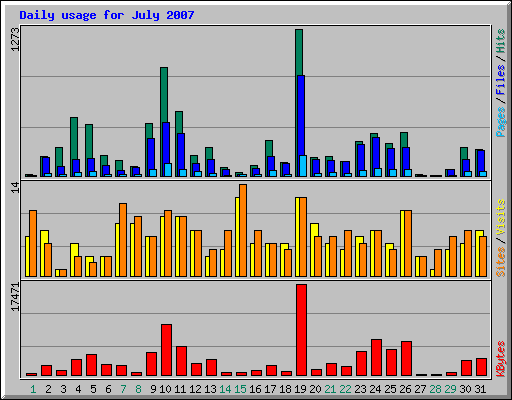 Daily usage for July 2007
1273
Pages / Files / Hits
14
Sites / Visits
17471
KBytes
1 2 3 4 5 6 7 8 9 10 11 12 13 14 15 16 17 18 19 20 21 22 23 24 25 26 27 28 29 30 31